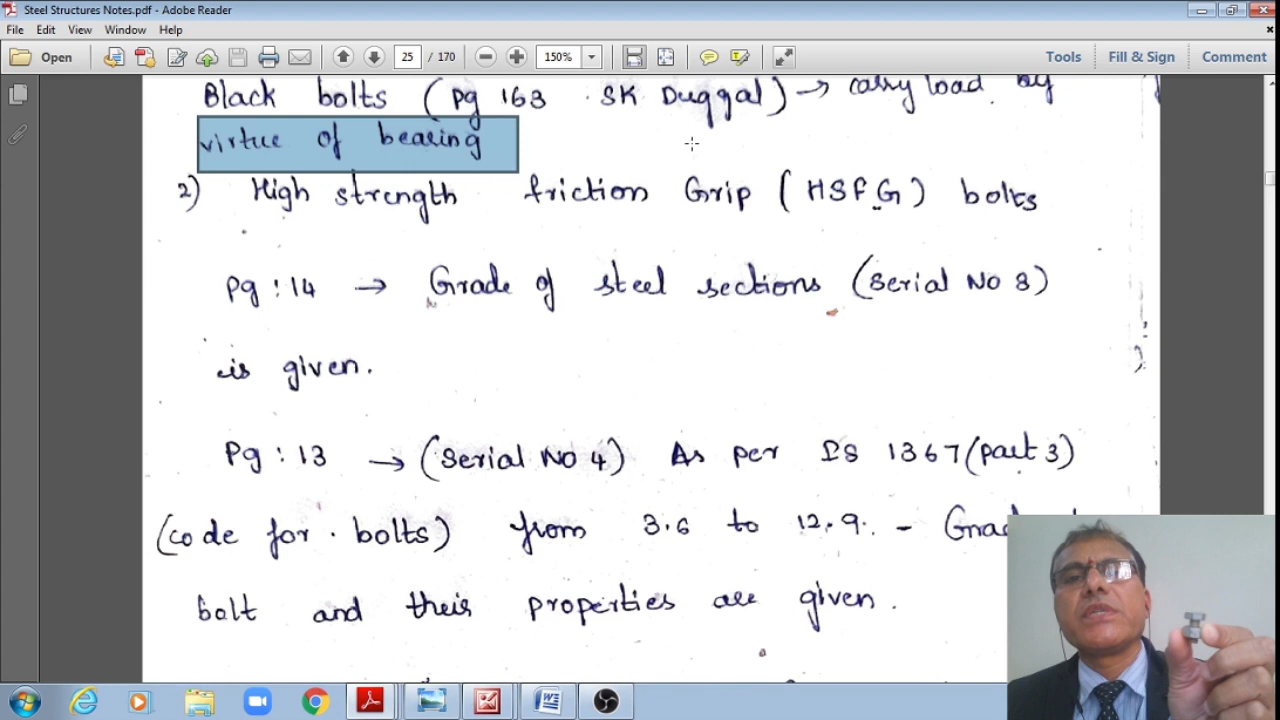 Steel Structures Notes.pdf - Adobe Reader
File Edit View Window Help
Open 25 / 170 150% Tools Fill & Sign Comment
Black bolts (pg 163 . SK Duggal) → carry load by
virtue of bearing
2) High strength friction Grip (HSFG) bolts
Pg : 14 → Grade of steel sections (Serial No 8)
is given.
Pg : 13 → (Serial No 4) As per IS 1367 (part 3)
(code for bolts) from 3.6 to 12.9. -
bolt and their properties are given.